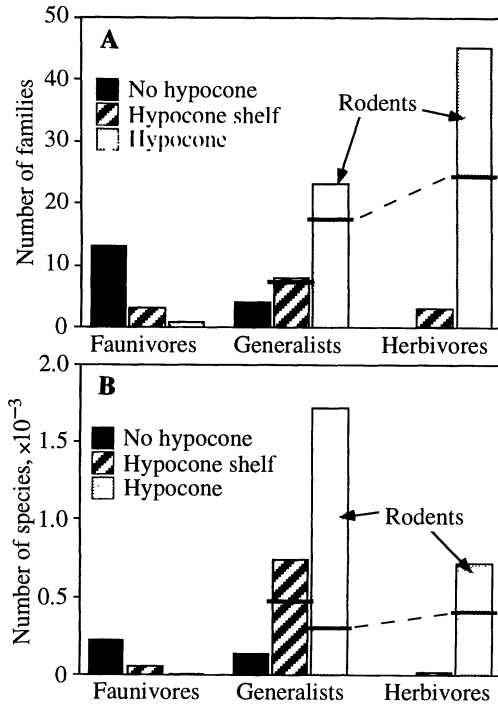 50
40
30
20
10
0
Number of families
A
No hypocone
Hypocone shelf
Hypocone
Rodents
Faunivores Generalists Herbivores
2.0
1.5
1.0
0.5
0
Number of species, ×10⁻³
B
No hypocone
Hypocone shelf
Hypocone
Rodents
Faunivores Generalists Herbivores